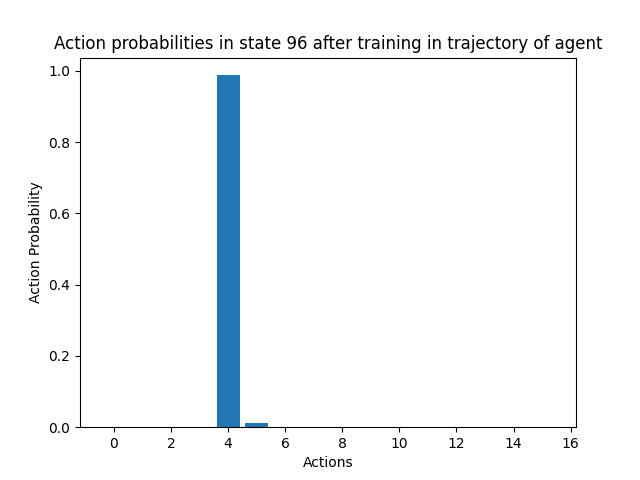 Action probabilities in state 96 after training in trajectory of agent
1.0
0.8
0.6
0.4
0.2
0.0
Action Probability
0 2 4 6 8 10 12 14 16
Actions